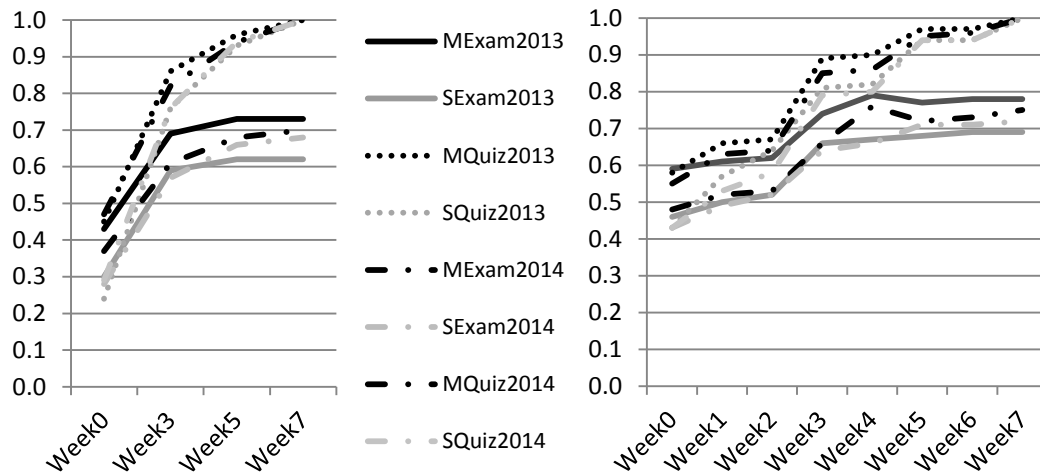 1.0
0.9
0.8
0.7
0.6
0.5
0.4
0.3
0.2
0.1
0.0
Week0
Week3
Week5
Week7
MExam2013
SExam2013
MQuiz2013
SQuiz2013
MExam2014
SExam2014
MQuiz2014
SQuiz2014
1.0
0.9
0.8
0.7
0.6
0.5
0.4
0.3
0.2
0.1
0.0
Week0
Week1
Week2
Week3
Week4
Week5
Week6
Week7